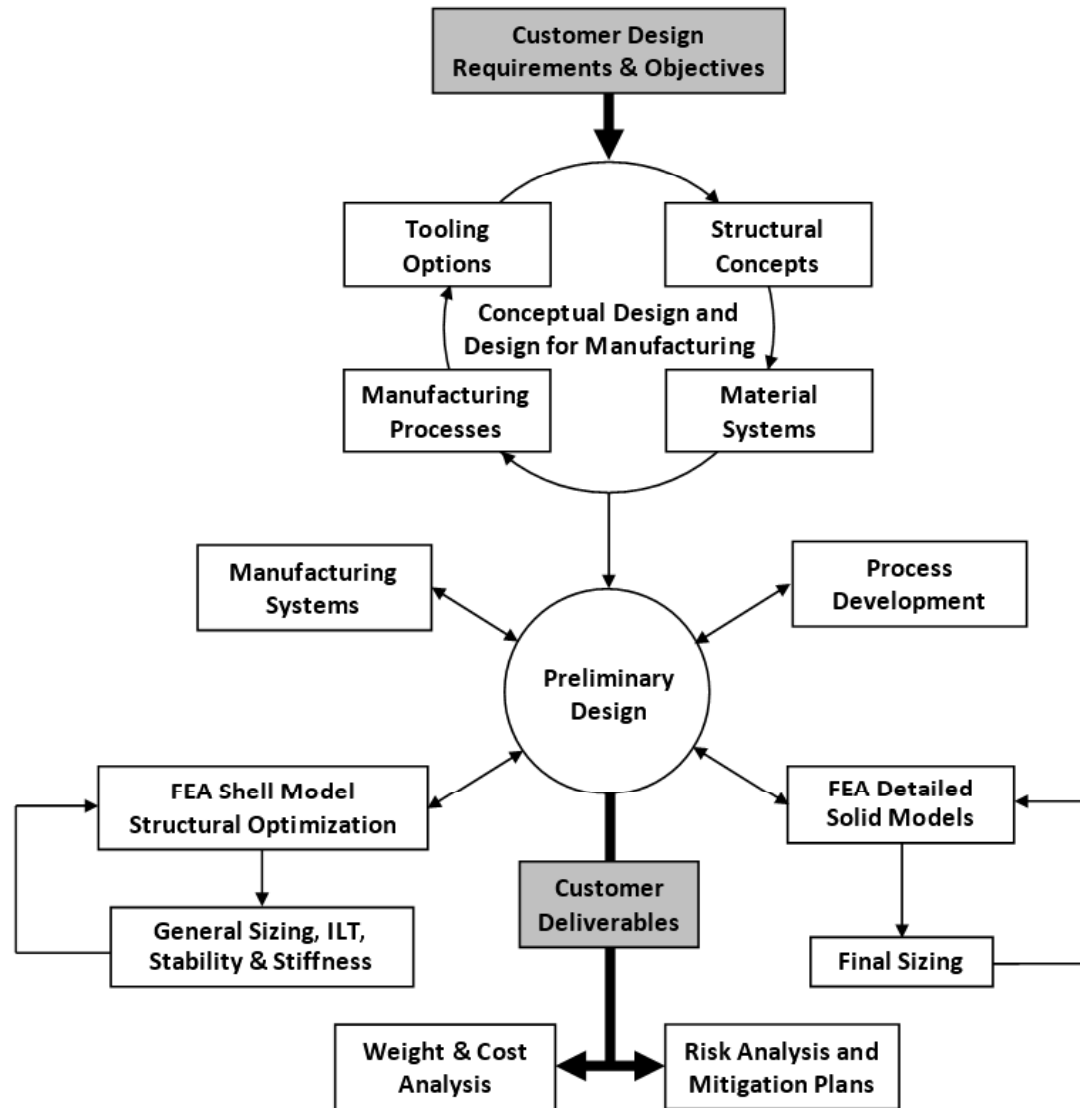 Customer Design
Requirements & Objectives
Tooling
Options
Structural
Concepts
Conceptual Design and
Design for Manufacturing
Manufacturing
Processes
Material
Systems
Manufacturing
Systems
Process
Development
Preliminary
Design
FEA Shell Model
Structural Optimization
FEA Detailed
Solid Models
Customer
Deliverables
General Sizing, ILT,
Stability & Stiffness
Final Sizing
Weight & Cost
Analysis
Risk Analysis and
Mitigation Plans